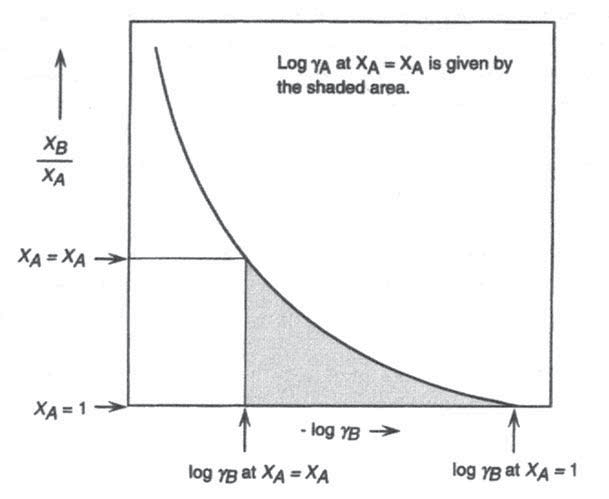 Log γA at XA = XA is given by
the shaded area.
XB
XA
XA = XA
XA = 1
- log γB
log γB at XA = XA
log γB at XA = 1